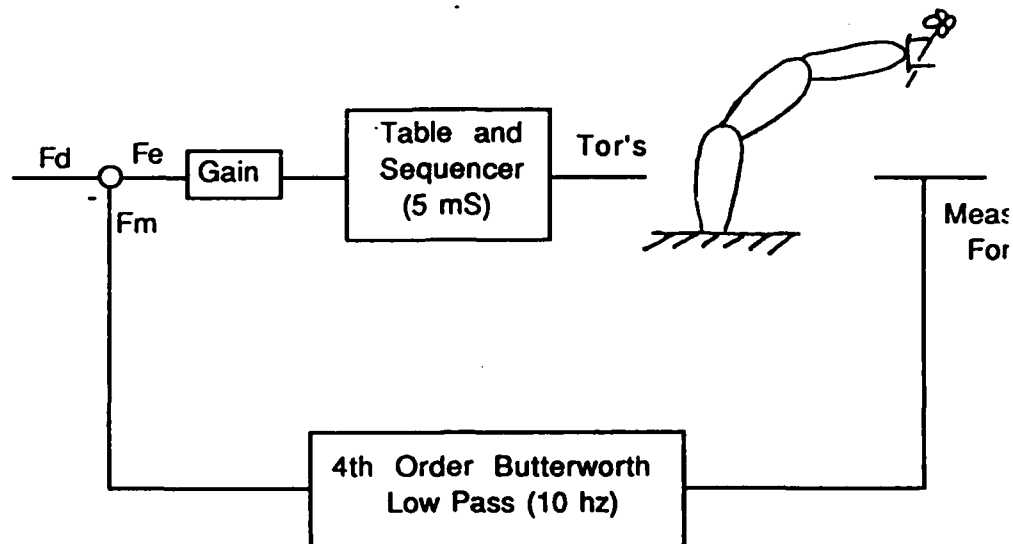 Fd
Fe
Gain
Table and
Sequencer
(5 mS)
Tor's
-
Fm
4th Order Butterworth
Low Pass (10 hz)